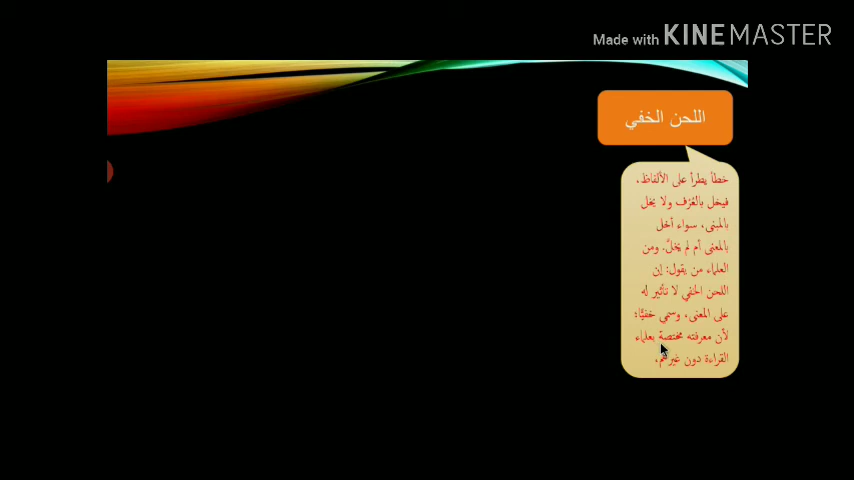 Made with KINEMASTER
اللحن الخفي
خطأ يطرأ على الألفاظ،
فيخل بالعُرْف ولا يخل
بالمبنى، سواء أخل
بالمعنى أم لم يخلَّ. ومن
العلماء من يقول: إن
اللحن الخفي لا تأثير له
على المعنى، وسمي خفيًّا؛
لأن معرفته مختصة بعلماء
القراءة دون غيرهم.